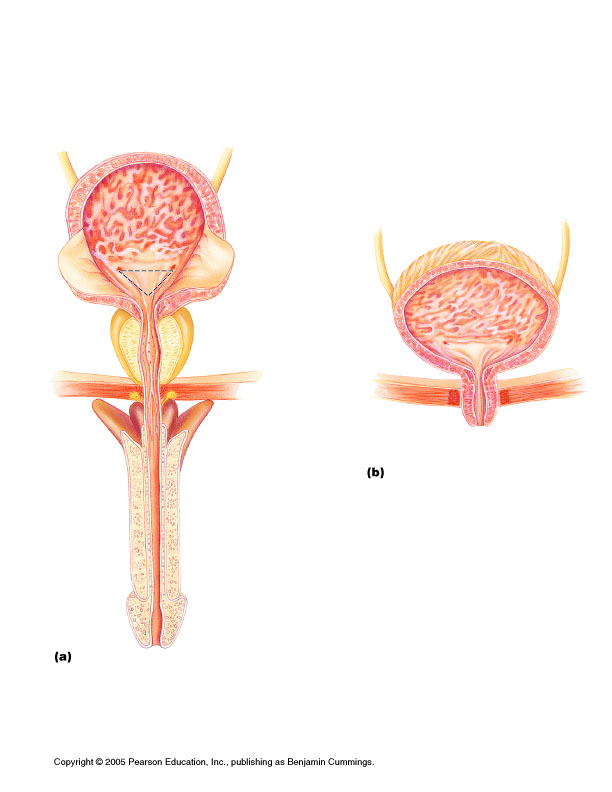 (b)
(a)
Copyright © 2005 Pearson Education, Inc., publishing as Benjamin Cummings.